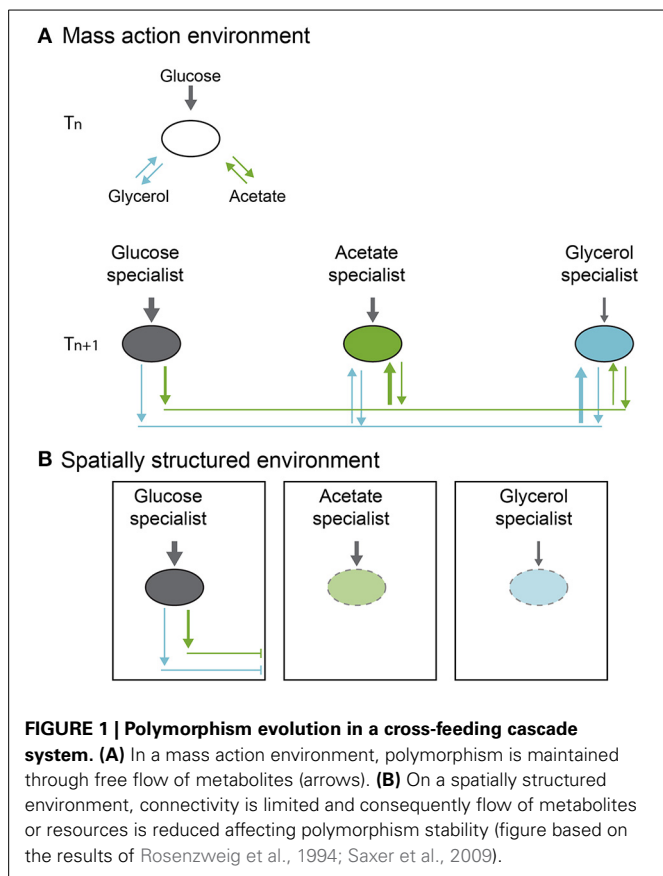 A Mass action environment
Glucose
Tn
Glycerol
Acetate
Glucose
specialist
Acetate
specialist
Glycerol
specialist
Tn+1
B Spatially structured environment
Glucose
specialist
Acetate
specialist
Glycerol
specialist
FIGURE 1 | Polymorphism evolution in a cross-feeding cascade
system. (A) In a mass action environment, polymorphism is maintained
through free flow of metabolites (arrows). (B) On a spatially structured
environment, connectivity is limited and consequently flow of metabolites
or resources is reduced affecting polymorphism stability (figure based on
the results of Rosenzweig et al., 1994; Saxer et al., 2009).